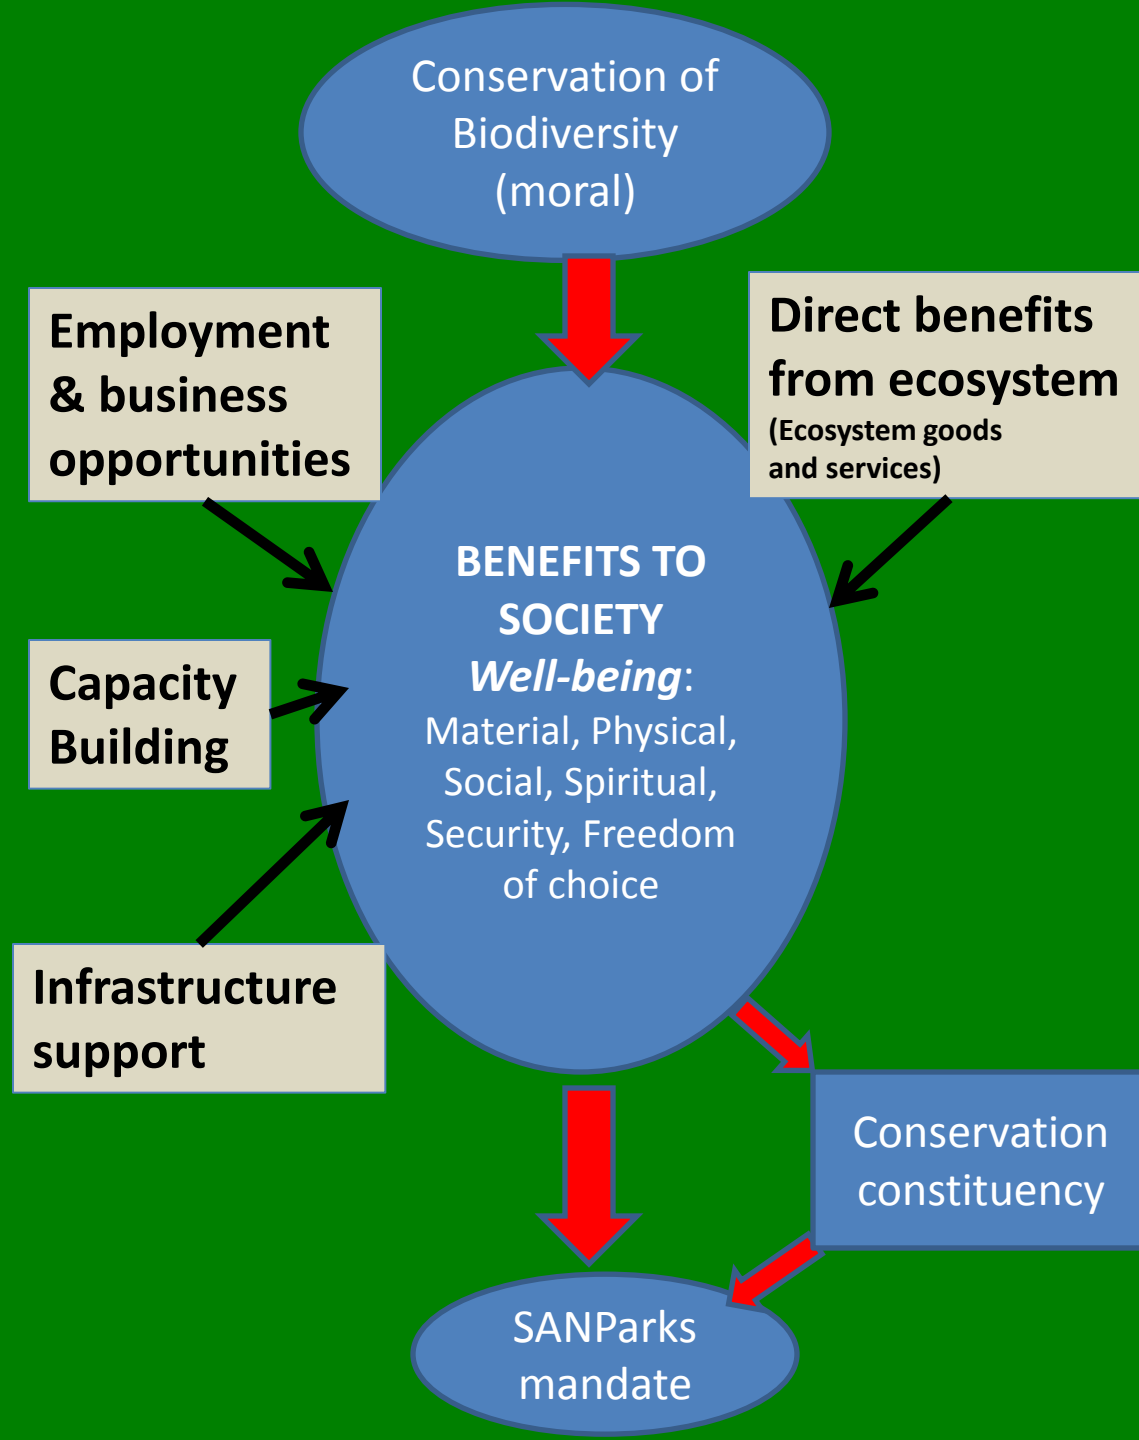 Conservation of
Biodiversity
(moral)
Employment
& business
opportunities
Direct benefits
from ecosystem
(Ecosystem goods
and services)
BENEFITS TO
SOCIETY
Well-being:
Material, Physical,
Social, Spiritual,
Security, Freedom
of choice
Capacity
Building
Infrastructure
support
Conservation
constituency
SANParks
mandate